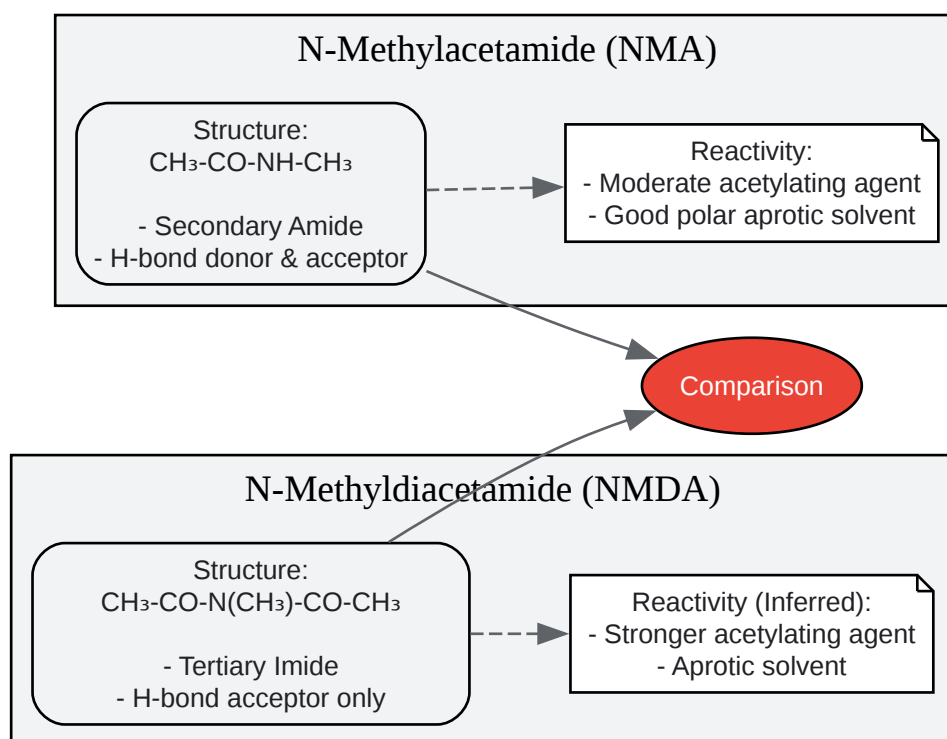 N-Methylacetamide (NMA)
Structure:
CH₃-CO-NH-CH₃
- Secondary Amide
- H-bond donor & acceptor
Reactivity:
- Moderate acetylating agent
- Good polar aprotic solvent
Comparison
N-Methyldiacetamide (NMDA)
Structure:
CH₃-CO-N(CH₃)-CO-CH₃
- Tertiary Imide
- H-bond acceptor only
Reactivity (Inferred):
- Stronger acetylating agent
- Aprotic solvent